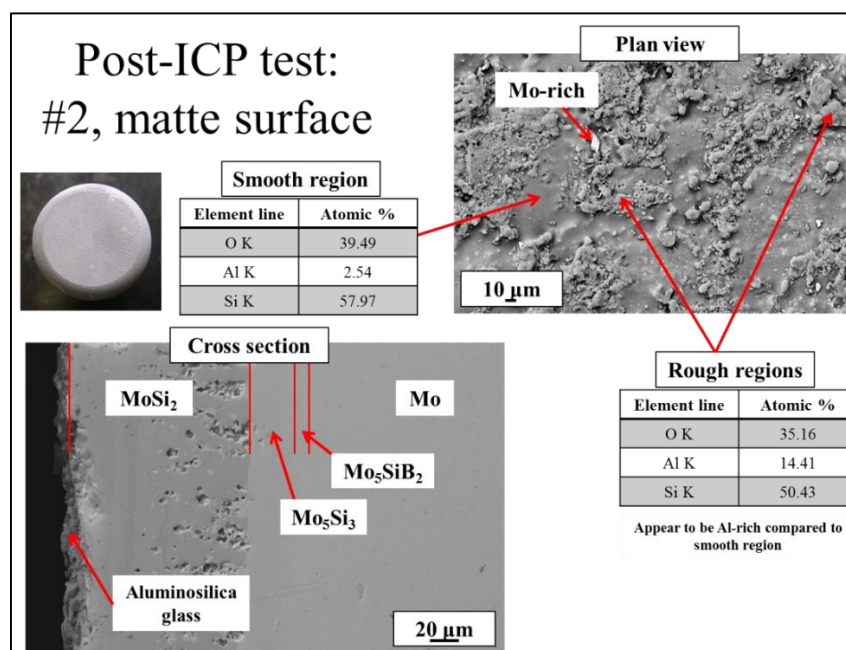 Post-ICP test:
#2, matte surface
Plan view
Mo-rich
10 µm
Smooth region
Element line Atomic %
O K 39.49
Al K 2.54
Si K 57.97
Cross section
MoSi₂
Mo
Mo₅SiB₂
Mo₅Si₃
Aluminosilica
glass
20 µm
Rough regions
Element line Atomic %
O K 35.16
Al K 14.41
Si K 50.43
Appear to be Al-rich compared to
smooth region